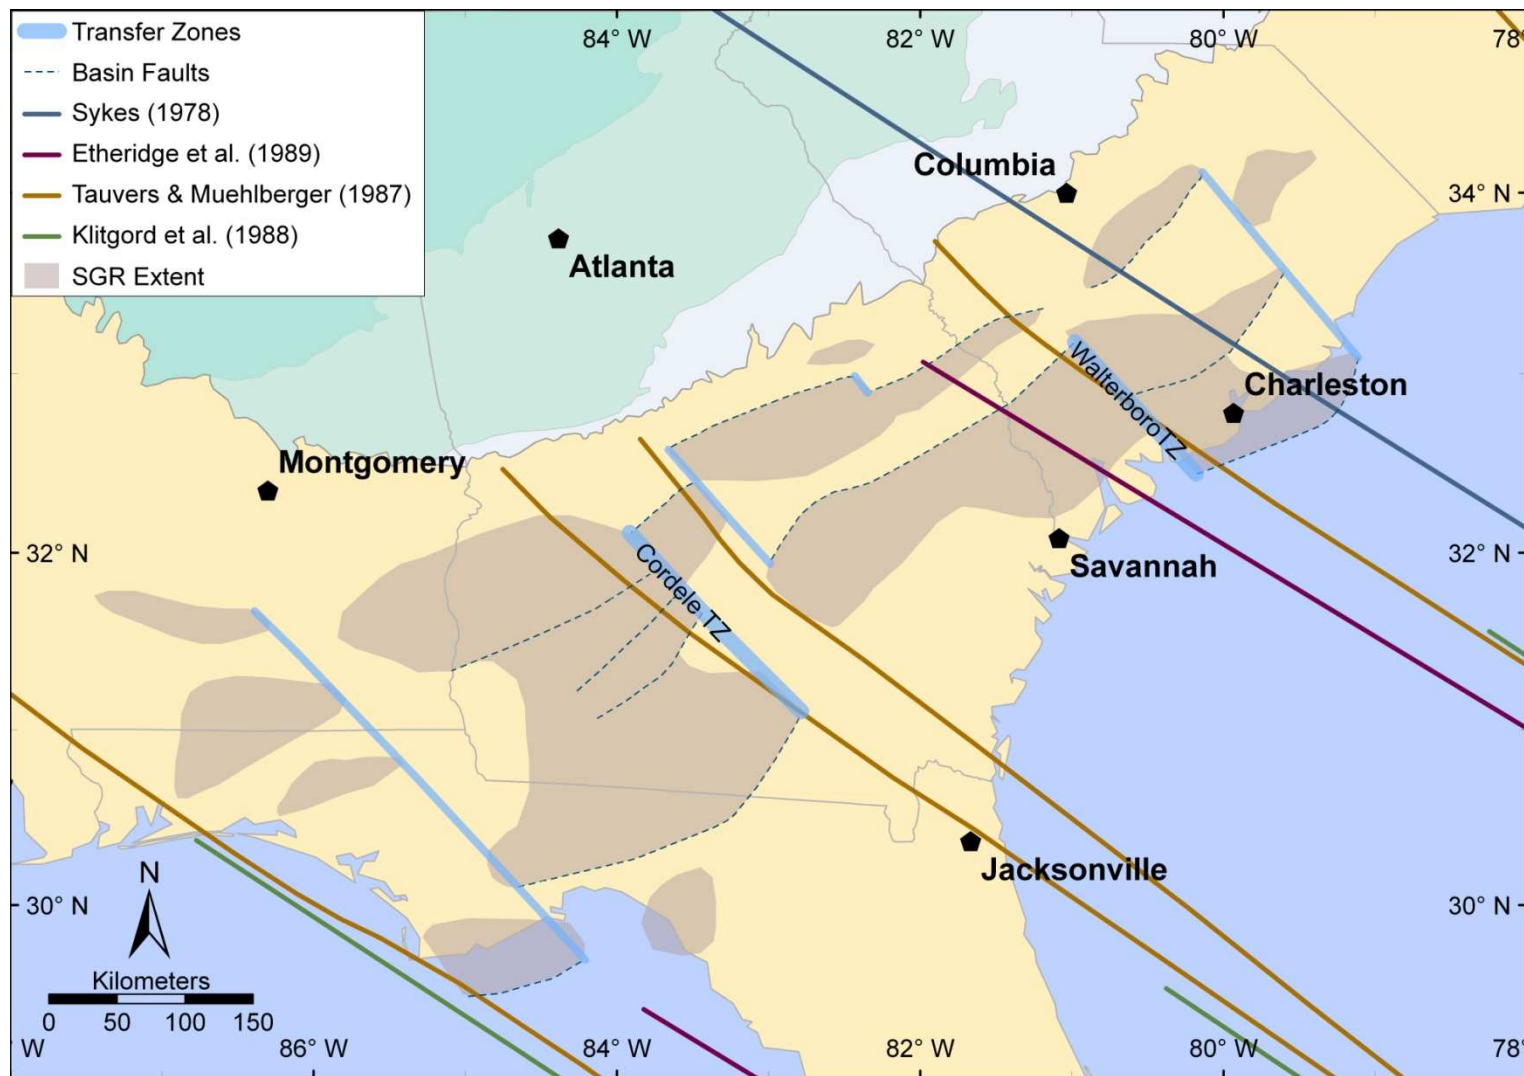 Transfer Zones
Basin Faults
Sykes (1978)
Etheridge et al. (1989)
Tauvers & Muehlberger (1987)
Klitgord et al. (1988)
SGR Extent
84° W
82° W
80° W
78°
Columbia
34° N
Atlanta
Walterboro TZ
Charleston
Montgomery
32° N
Cordele TZ
Savannah
32° N
Jacksonville
30° N
30° N
N
Kilometers
0 50 100 150
W
86° W
84° W
82° W
80° W
78°